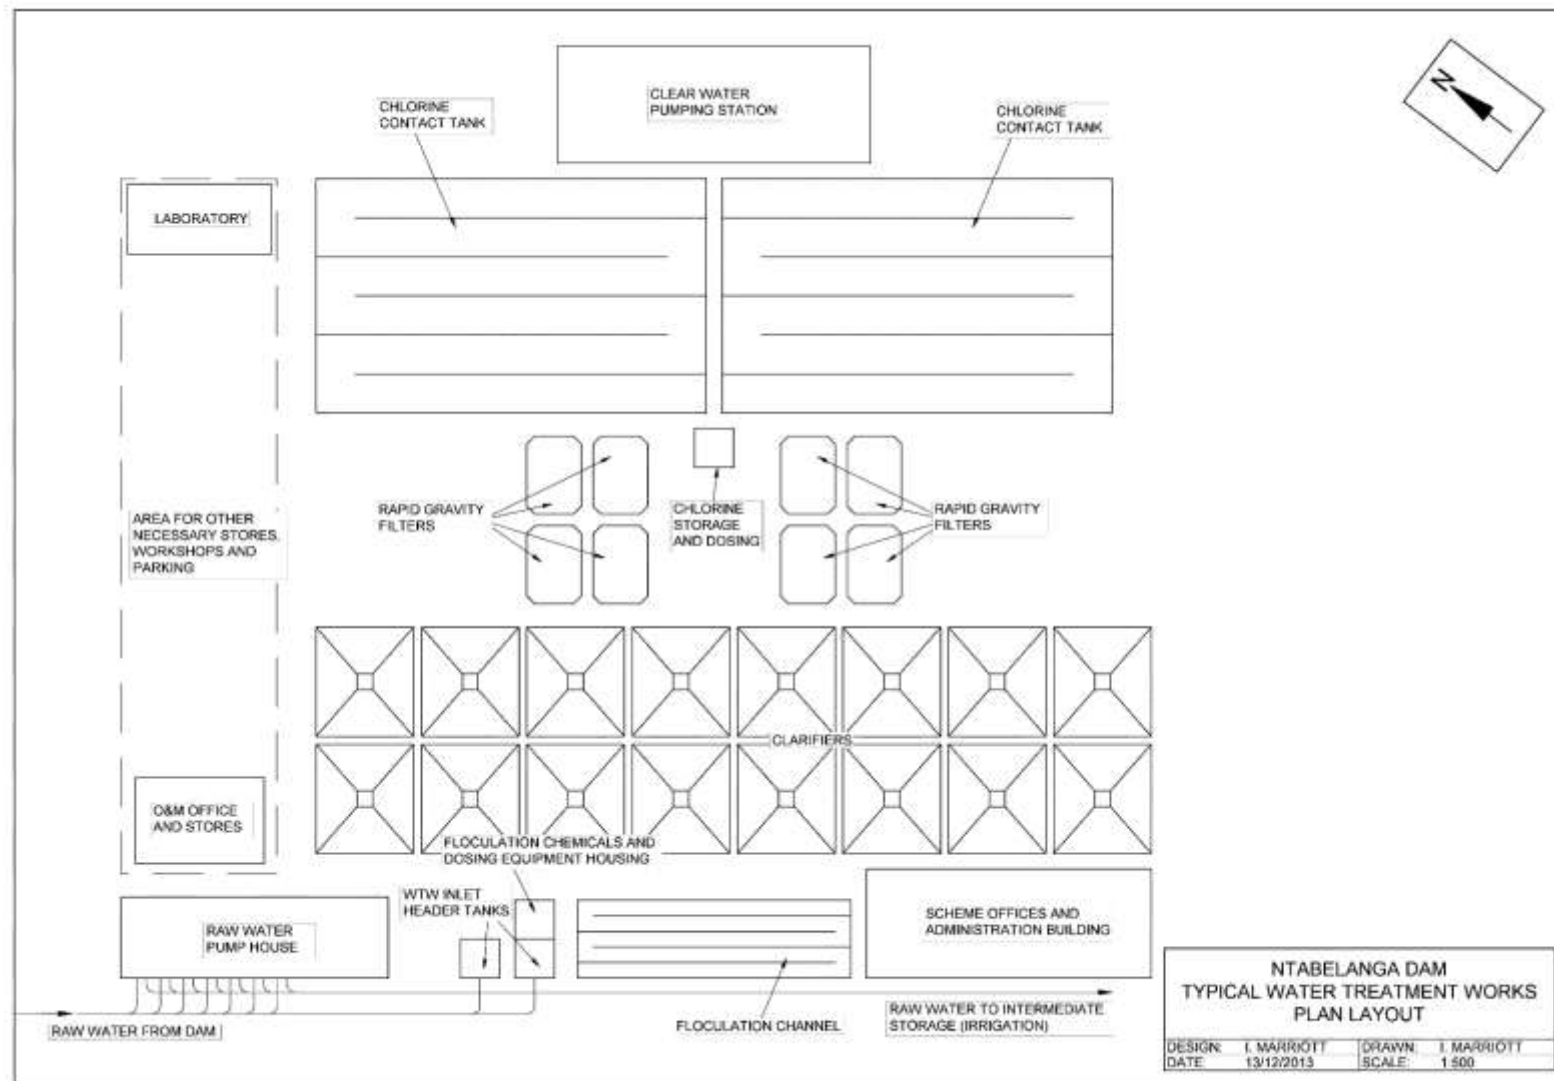 CLEAR WATER
PUMPING STATION
CHLORINE
CONTACT TANK
CHLORINE
CONTACT TANK
N
LABORATORY
RAPID GRAVITY
FILTERS
CHLORINE
STORAGE
AND DOSING
RAPID GRAVITY
FILTERS
AREA FOR OTHER
NECESSARY STORES,
WORKSHOPS AND
PARKING
CLARIFIERS
O&M OFFICE
AND STORES
FLOCULATION CHEMICALS AND
DOSING EQUIPMENT HOUSING
WTW INLET
HEADER TANKS
RAW WATER
PUMP HOUSE
SCHEME OFFICES AND
ADMINISTRATION BUILDING
RAW WATER FROM DAM
FLOCULATION CHANNEL
RAW WATER TO INTERMEDIATE
STORAGE (IRRIGATION)
NTABELANGA DAM
TYPICAL WATER TREATMENT WORKS
PLAN LAYOUT
DESIGN: I. MARRIOTT DRAWN: I. MARRIOTT
DATE: 13/12/2013 SCALE: 1:500